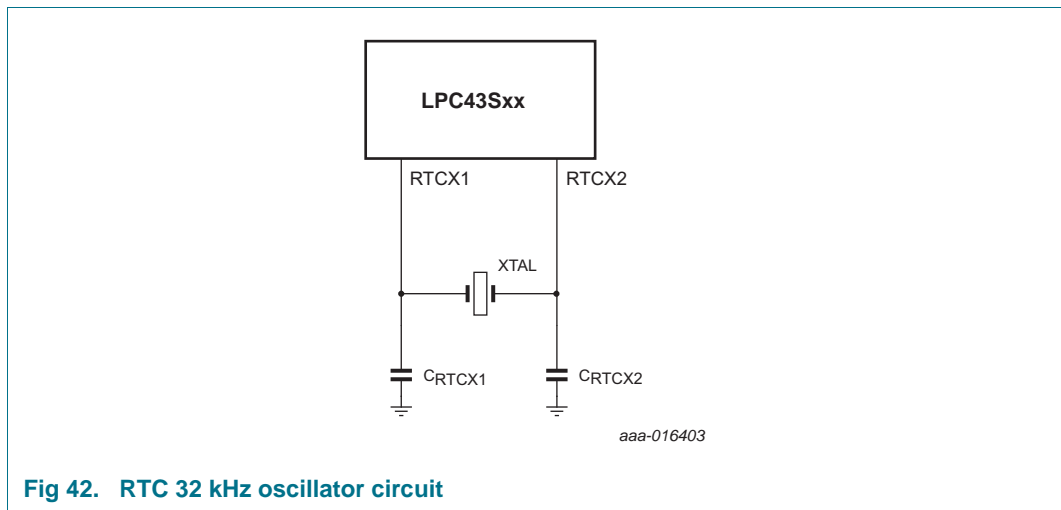 LPC43Sxx
RTCX1 RTCX2
XTAL
CRTCX1 CRTCX2
aaa-016403
Fig 42. RTC 32 kHz oscillator circuit